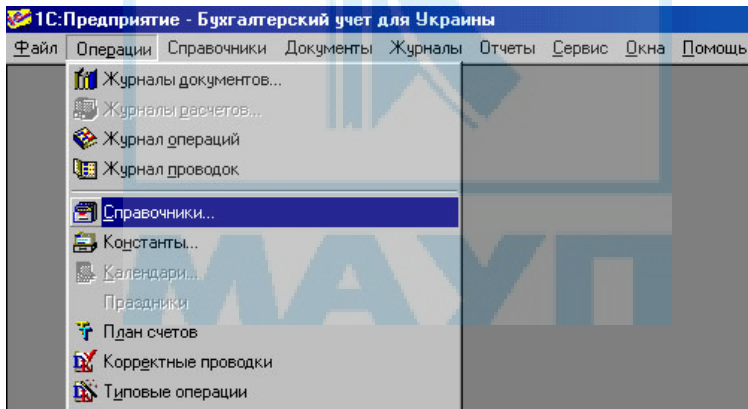 1С:Предприятие - Бухгалтерский учет для Украины
Файл Операции Справочники Документы Журналы Отчеты Сервис Окна Помощь
Журналы документов...
Журналы расчетов...
Журнал операций
Журнал проводок
Справочники...
Константы...
Календари...
Праздники
План счетов
Корректные проводки
Типовые операции
МАУП